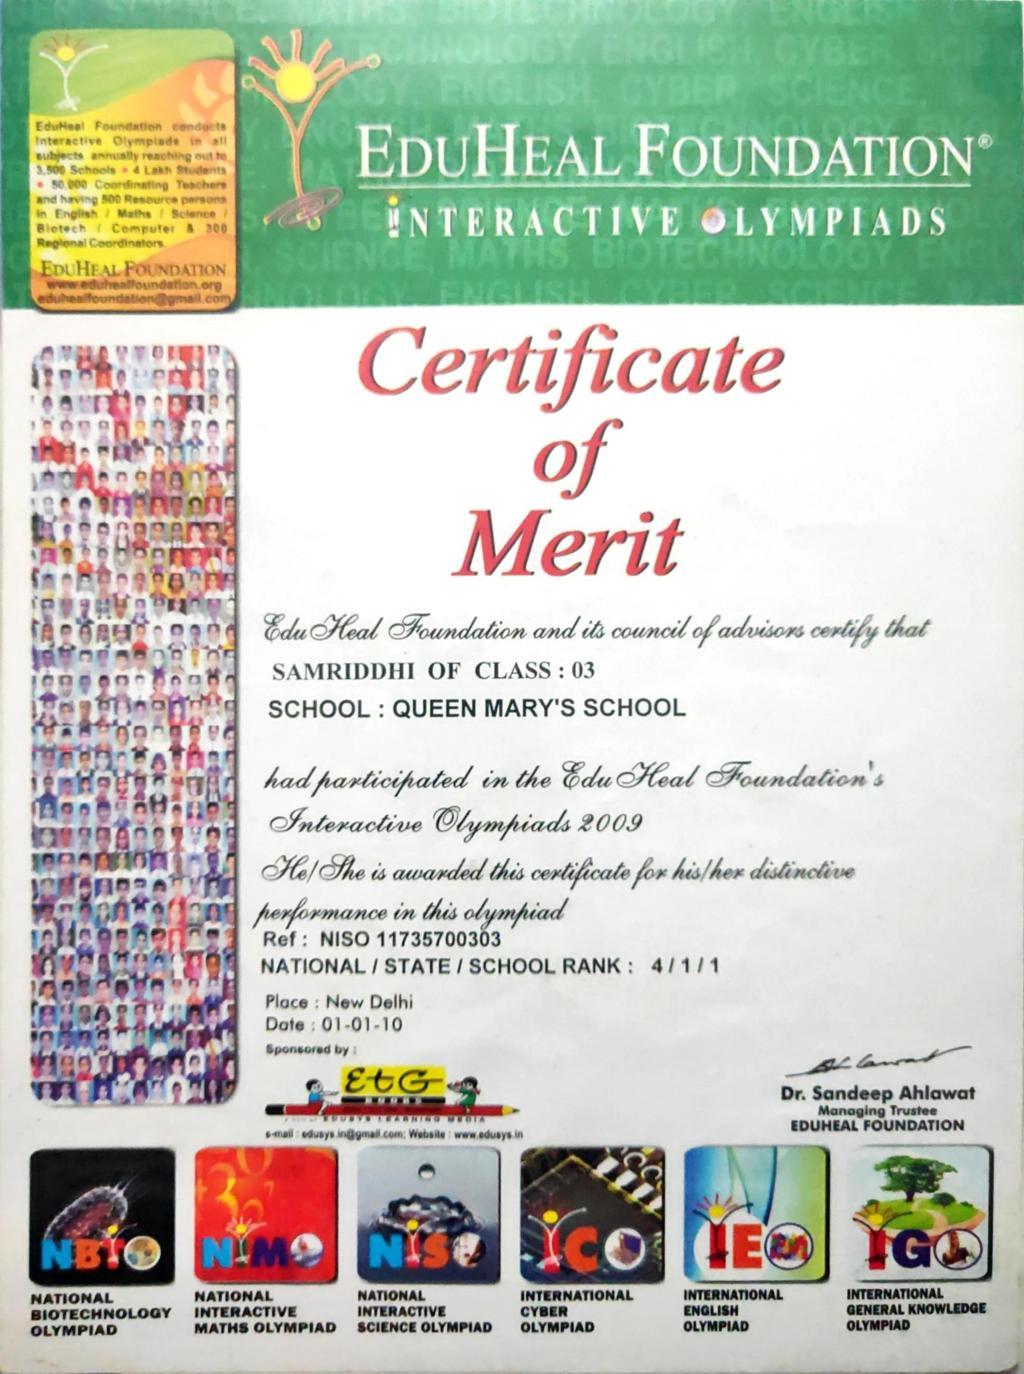 EduHeal Foundation conducts
Interactive Olympiads in all
subjects annually reaching out to
3,500 Schools • 4 Lakh Students
• 50,000 Coordinating Teachers
and having 500 Resource persons
in English / Maths / Science /
Biotech / Computer & 300
Regional Coordinators.
EDUHEAL FOUNDATION
www.eduhealfoundation.org
eduhealfoundation@gmail.com
EDUHEAL FOUNDATION®
INTERACTIVE OLYMPIADS
Certificate
of
Merit
Edu Heal Foundation and its council of advisors certify that
SAMRIDDHI OF CLASS : 03
SCHOOL : QUEEN MARY'S SCHOOL
had participated in the Edu Heal Foundation's
Interactive Olympiads 2009
He/She is awarded this certificate for his/her distinctive
performance in this olympiad
Ref : NISO 11735700303
NATIONAL / STATE / SCHOOL RANK : 4 / 1 / 1
Place : New Delhi
Date : 01-01-10
Sponsored by :
EtG
BOOKS
EDUSYS LEARNING MEDIA
e-mail : edusys.in@gmail.com; Website : www.edusys.in
Dr. Sandeep Ahlawat
Managing Trustee
EDUHEAL FOUNDATION
NBTO
NIMO
NISO
ICO
IEO
IGO
NATIONAL
BIOTECHNOLOGY
OLYMPIAD
NATIONAL
INTERACTIVE
MATHS OLYMPIAD
NATIONAL
INTERACTIVE
SCIENCE OLYMPIAD
INTERNATIONAL
CYBER
OLYMPIAD
INTERNATIONAL
ENGLISH
OLYMPIAD
INTERNATIONAL
GENERAL KNOWLEDGE
OLYMPIAD